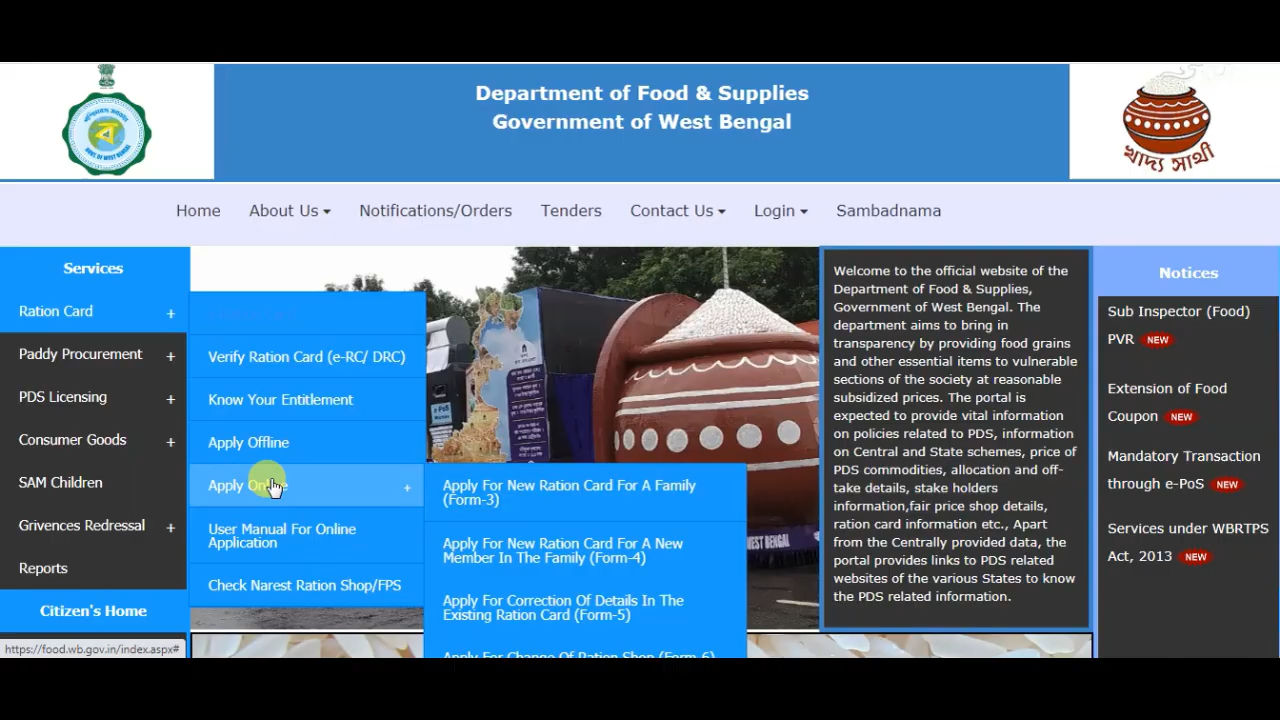 Department of Food & Supplies
Government of West Bengal
খাদ্য সাথী
Home
About Us
Notifications/Orders
Tenders
Contact Us
Login
Sambadnama
Services
Ration Card +
Paddy Procurement +
PDS Licensing +
Consumer Goods +
SAM Children
Grivences Redressal +
Reports
Citizen's Home
https://food.wb.gov.in/index.aspx#
Verify Ration Card (e-RC/ DRC)
Know Your Entitlement
Apply Offline
Apply Online +
User Manual For Online
Application
Check Narest Ration Shop/FPS
Apply For New Ration Card For A Family
(Form-3)
Apply For New Ration Card For A New
Member In The Family (Form-4)
Apply For Correction Of Details In The
Existing Ration Card (Form-5)
Apply For Change Of Ration Shop (Form-6)
WEST BENGAL
Welcome to the official website of the
Department of Food & Supplies,
Government of West Bengal. The
department aims to bring in
transparency by providing food grains
and other essential items to vulnerable
sections of the society at reasonable
subsidized prices. The portal is
expected to provide vital information
on policies related to PDS, information
on Central and State schemes, price of
PDS commodities, allocation and off-
take details, stake holders
information,fair price shop details,
ration card information etc., Apart
from the Centrally provided data, the
portal provides links to PDS related
websites of the various States to know
the PDS related information.
Notices
Sub Inspector (Food)
PVR NEW
Extension of Food
Coupon NEW
Mandatory Transaction
through e-PoS NEW
Services under WBRTPS
Act, 2013 NEW